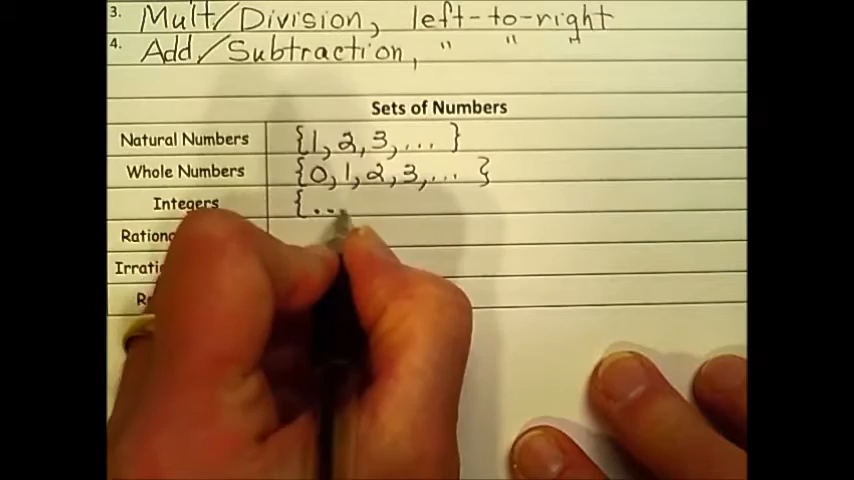 3. Mult/Division, left-to-right
4. Add/Subtraction, " " "
Sets of Numbers
Natural Numbers {1, 2, 3, ... }
Whole Numbers {0, 1, 2, 3, ... }
Integers {...